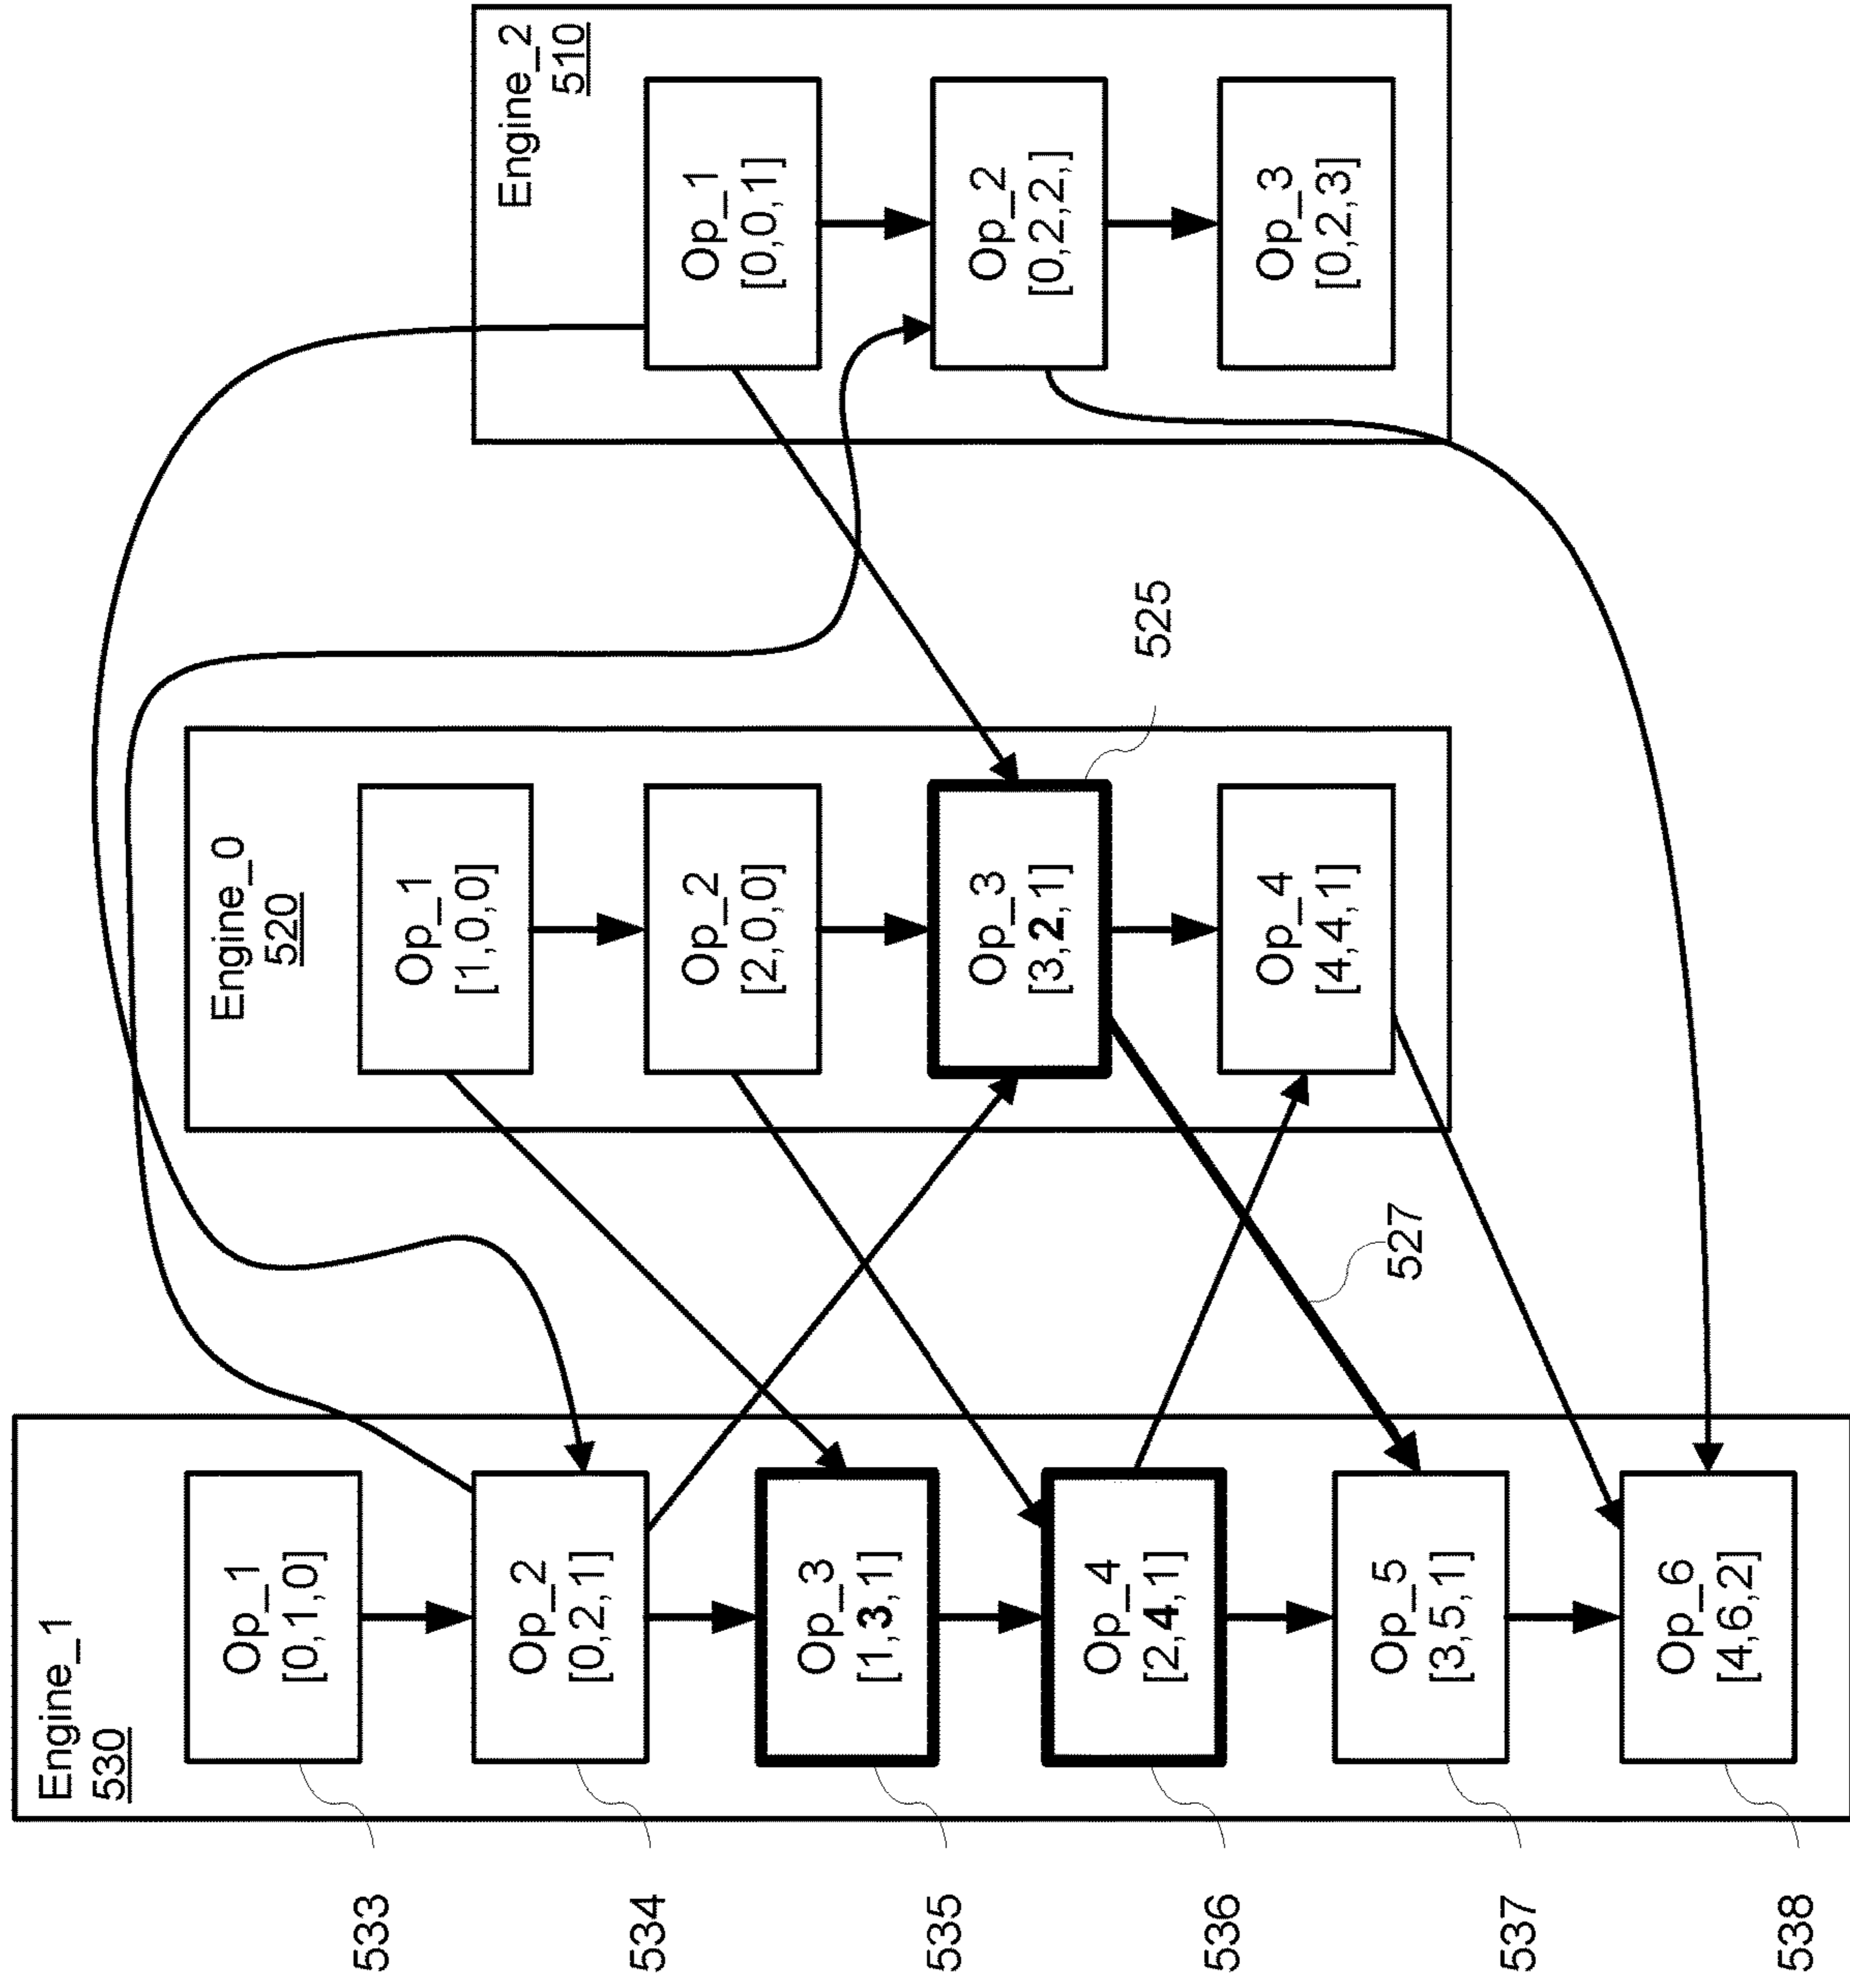 Engine_1
530
Op_1
[0,1,0]
Op_2
[0,2,1]
Op_3
[1,3,1]
Op_4
[2,4,1]
Op_5
[3,5,1]
Op_6
[4,6,2]
533
534
535
536
537
538
Engine_0
520
Op_1
[1,0,0]
Op_2
[2,0,0]
Op_3
[3,2,1]
Op_4
[4,4,1]
525
527
Engine_2
510
Op_1
[0,0,1]
Op_2
[0,2,2,]
Op_3
[0,2,3]